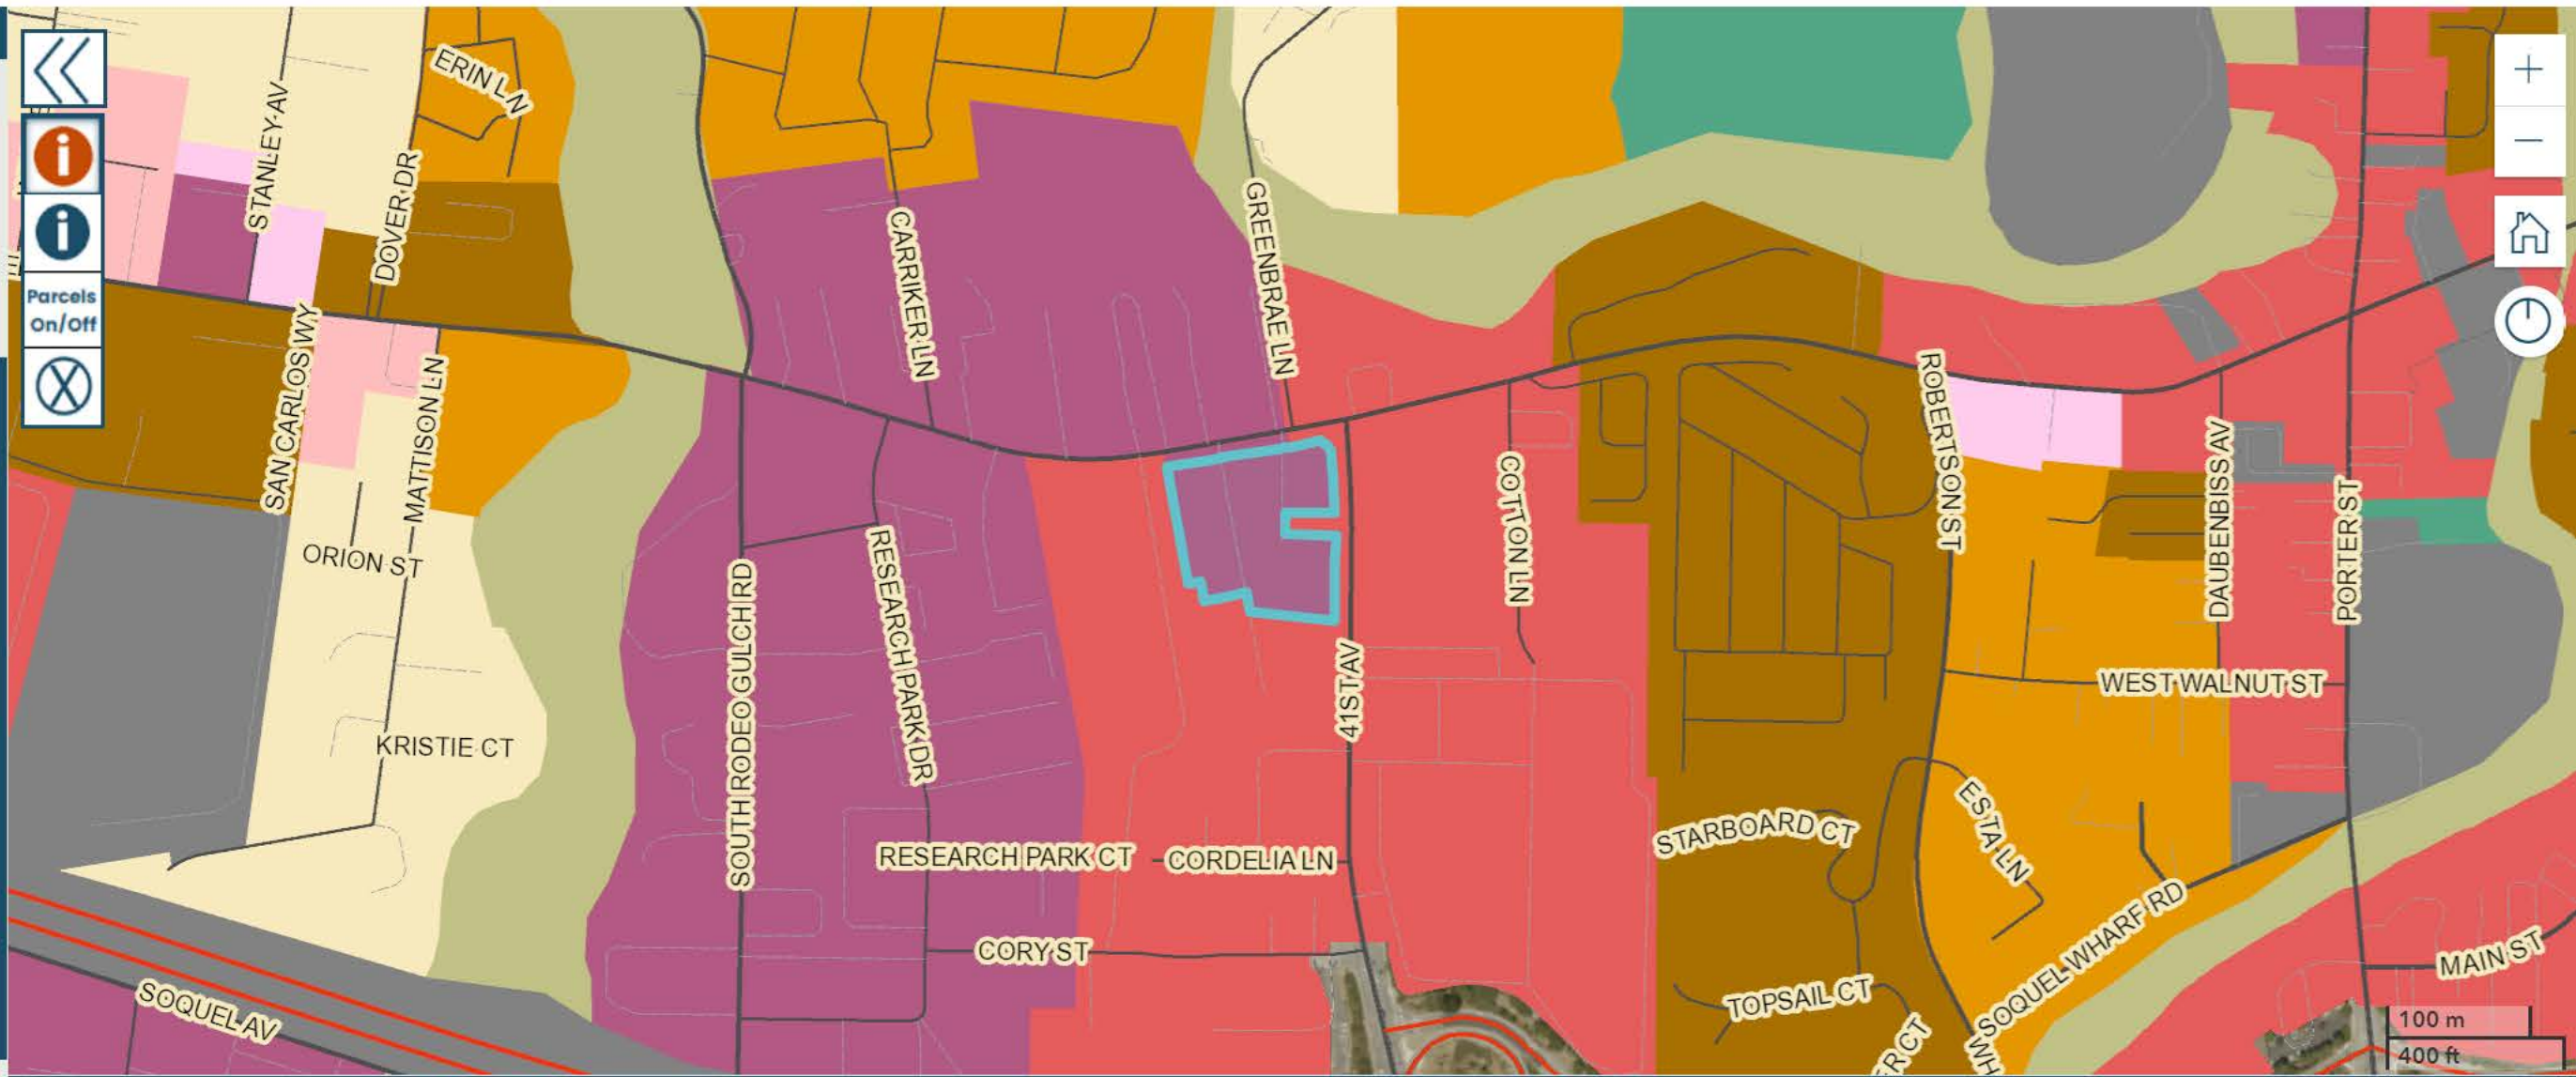 ERIN LN
STANLEY AV
DOVER DR
Parcels
On/Off
CARRIKER LN
GREENBRAE LN
SAN CARLOS WY
MATTISON LN
ROBERTSON ST
COTTON LN
DAUBENBISS AV
PORTER ST
ORION ST
SOUTH RODEO GULCH RD
RESEARCH PARK DR
41ST AV
WEST WALNUT ST
KRISTIE CT
STARBOARD CT
ESTA LN
RESEARCH PARK CT
CORDELIA LN
CORY ST
SOQUEL WHARF RD
MAIN ST
SOQUEL AV
TOPSAIL CT
ER CT
WH
100 m
400 ft